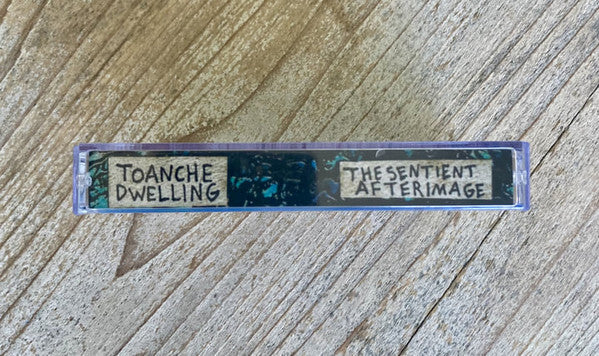 TOANCHE
DWELLING
THE SENTIENT
AFTERIMAGE